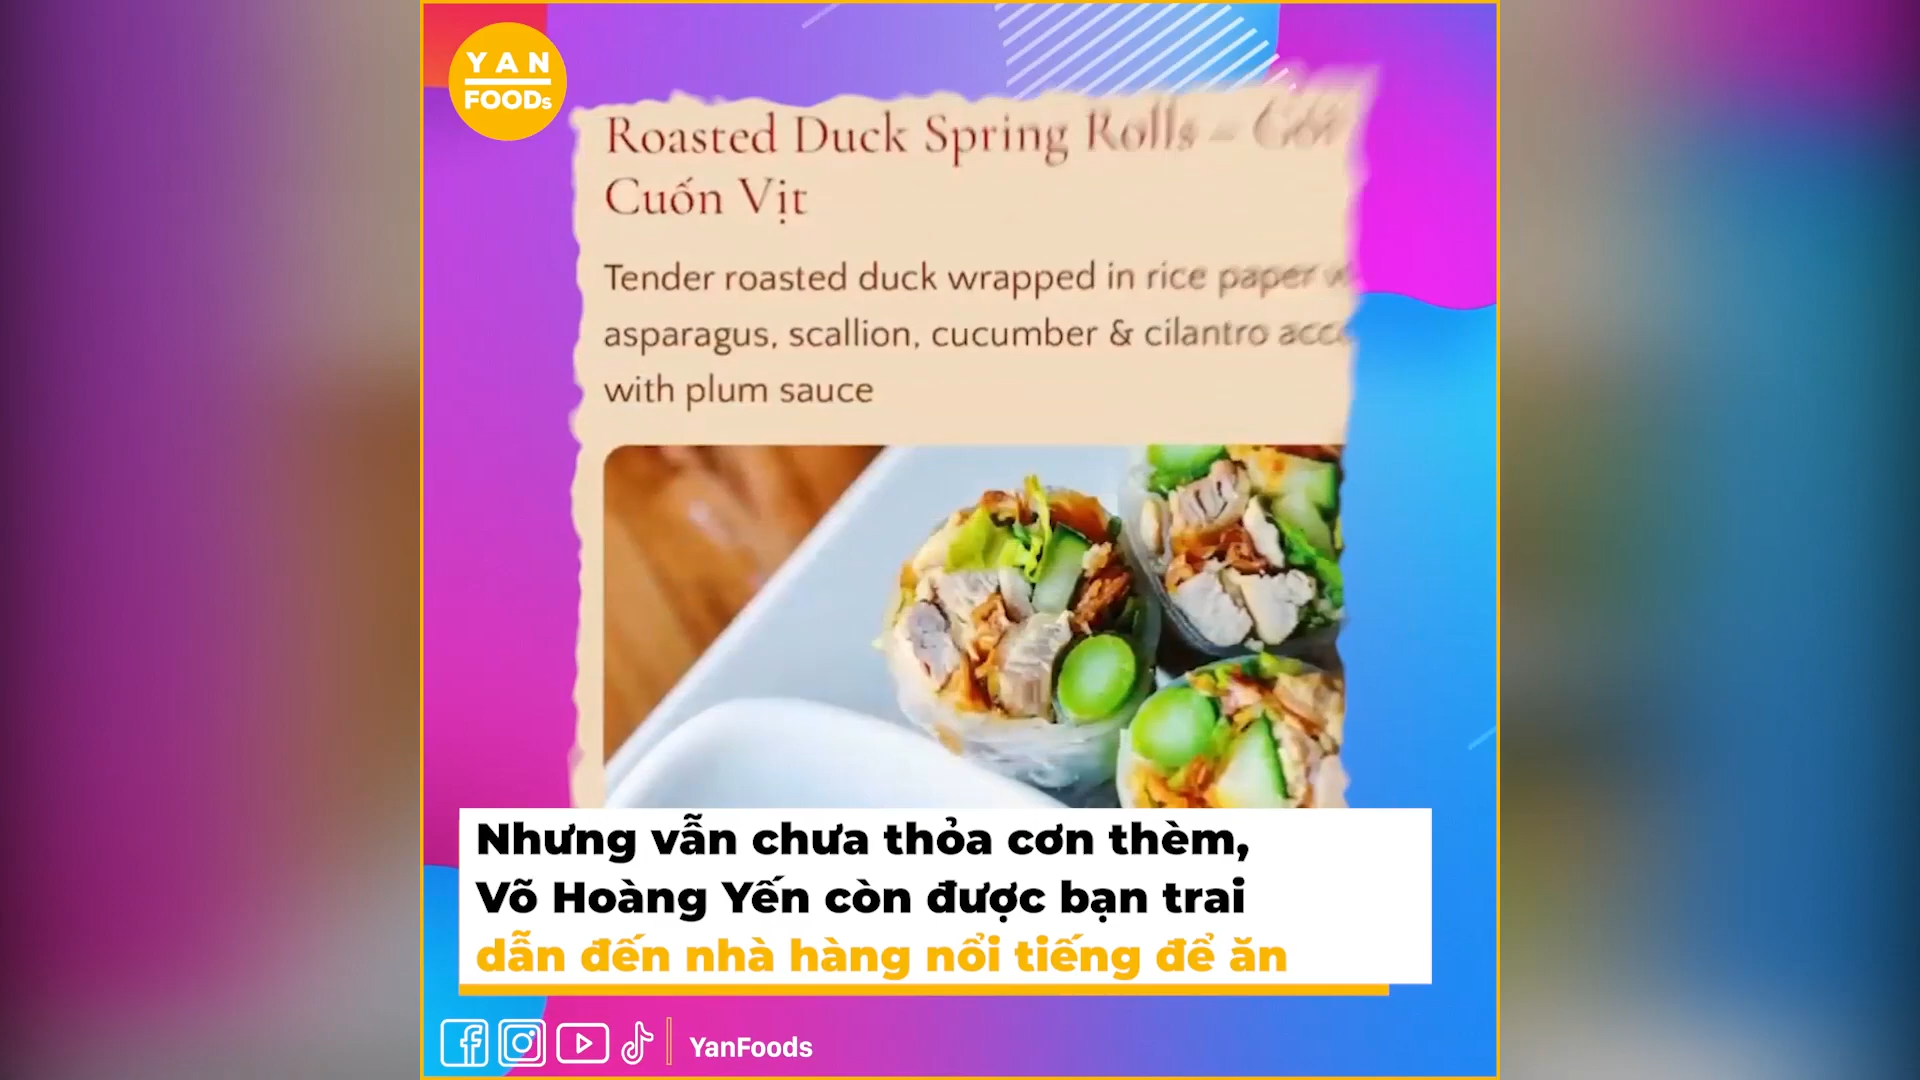 YAN
FOODs
Roasted Duck Spring Rolls –
Cuốn Vịt
Tender roasted duck wrapped in rice paper
asparagus, scallion, cucumber & cilantro
with plum sauce
Nhưng vẫn chưa thỏa cơn thèm,
Võ Hoàng Yến còn được bạn trai
dẫn đến nhà hàng nổi tiếng để ăn
YanFoods